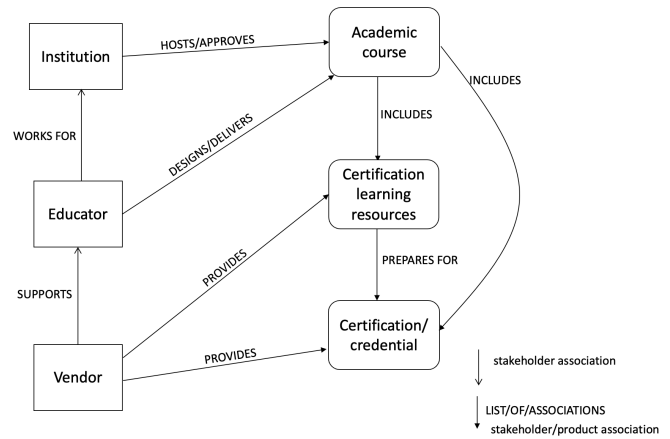 Institution
HOSTS/APPROVES
Academic
course
INCLUDES
INCLUDES
WORKS FOR
DESIGNS/DELIVERS
Educator
Certification
learning
resources
PROVIDES
PREPARES FOR
SUPPORTS
Certification/
credential
PROVIDES
Vendor
stakeholder association
LIST/OF/ASSOCIATIONS
stakeholder/product association